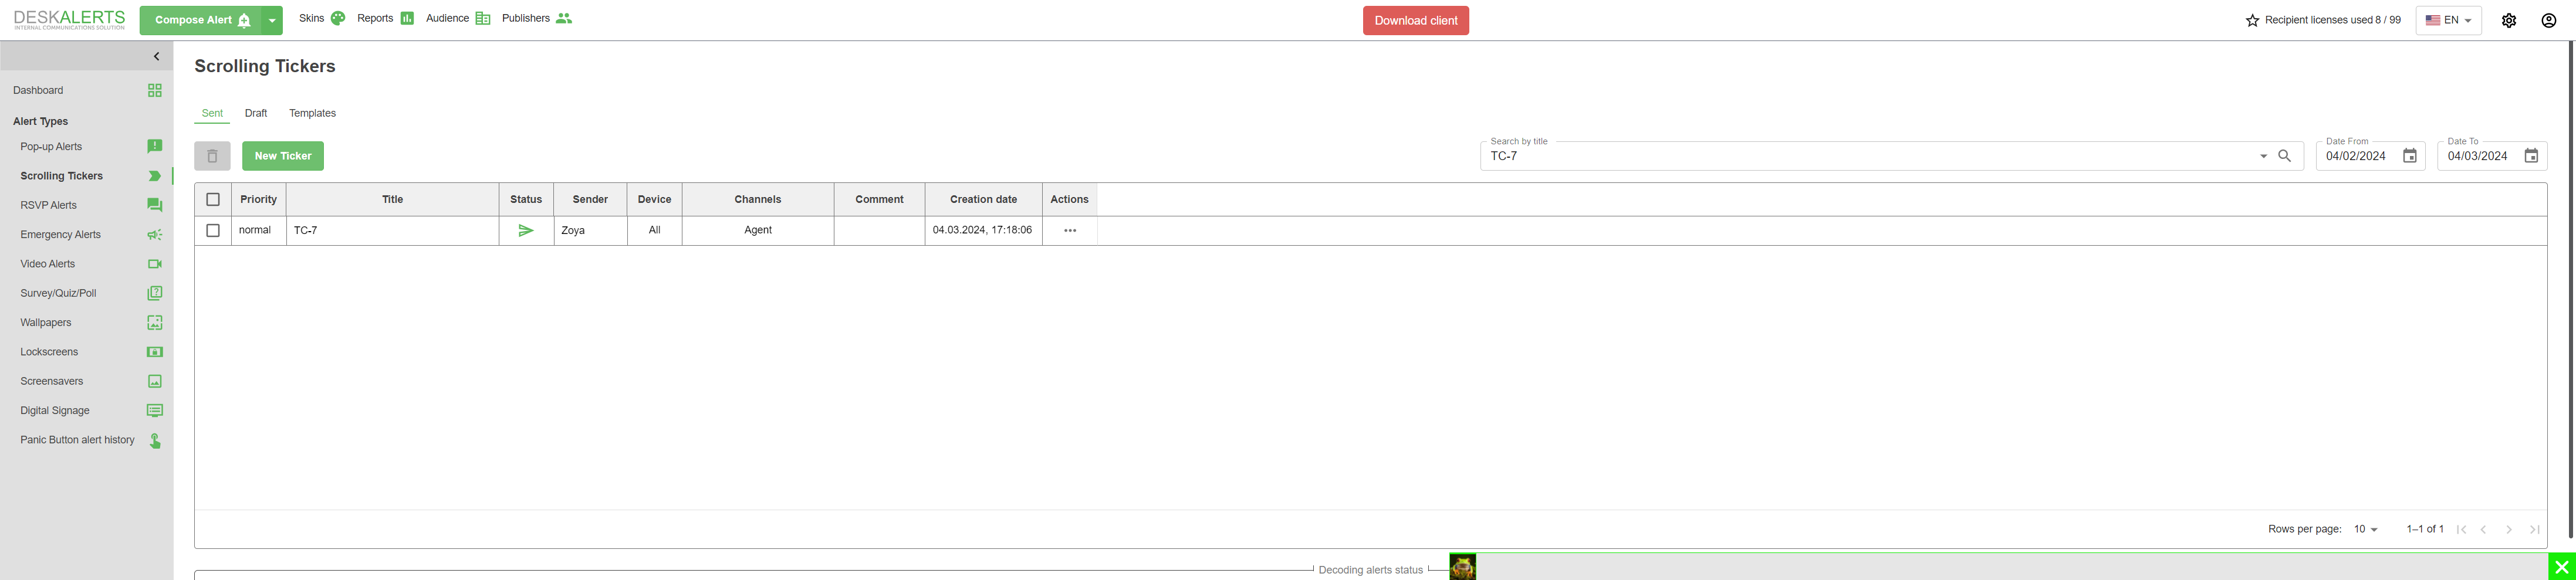 DESKALERTS
INTERNAL COMMUNICATIONS SOLUTION
Compose Alert
Skins
Reports
Audience
Publishers
Download client
Recipient licenses used 8 / 99
EN
Dashboard
Alert Types
Pop-up Alerts
Scrolling Tickers
RSVP Alerts
Emergency Alerts
Video Alerts
Survey/Quiz/Poll
Wallpapers
Lockscreens
Screensavers
Digital Signage
Panic Button alert history
Scrolling Tickers
Sent Draft Templates
New Ticker
Search by title
TC-7
Date From
04/02/2024
Date To
04/03/2024
Priority Title Status Sender Device Channels Comment Creation date Actions
normal TC-7 Zoya All Agent 04.03.2024, 17:18:06
Rows per page: 10 1–1 of 1
Decoding alerts status